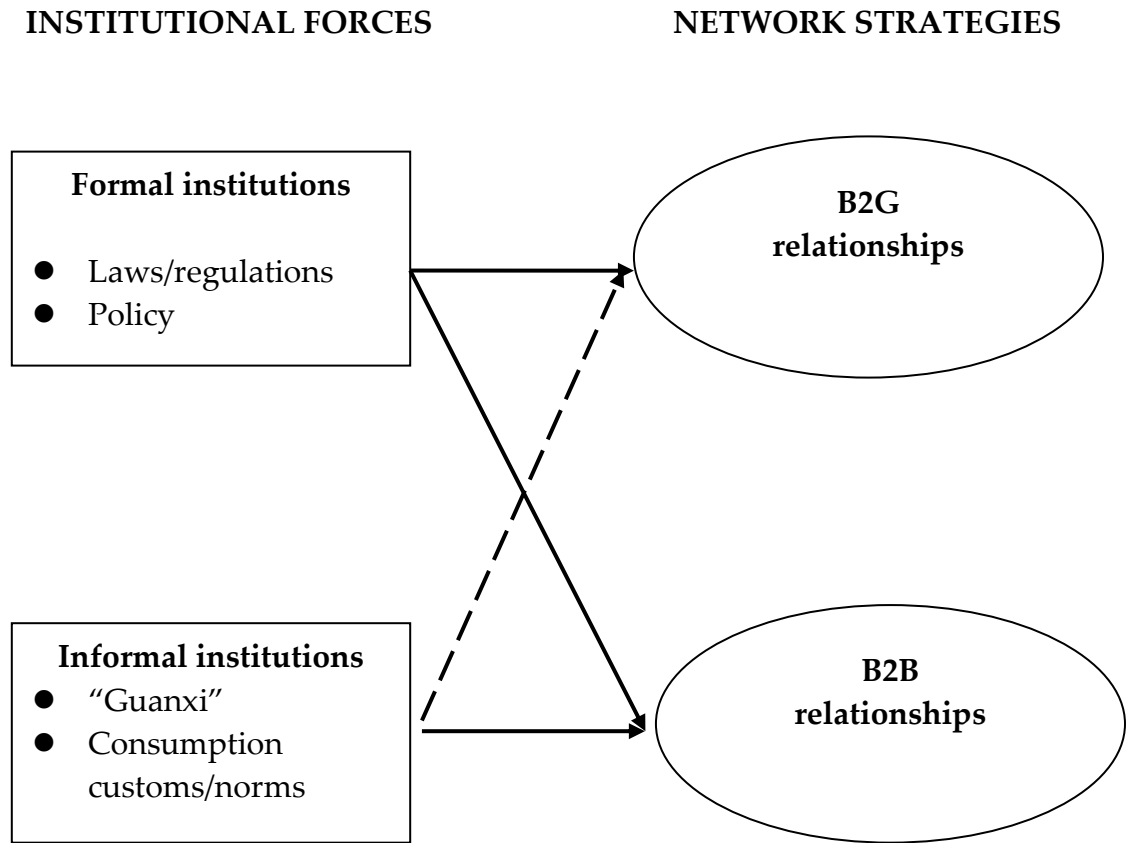 INSTITUTIONAL FORCES
NETWORK STRATEGIES
Formal institutions
● Laws/regulations
● Policy
B2G
relationships
Informal institutions
● “Guanxi”
● Consumption
customs/norms
B2B
relationships